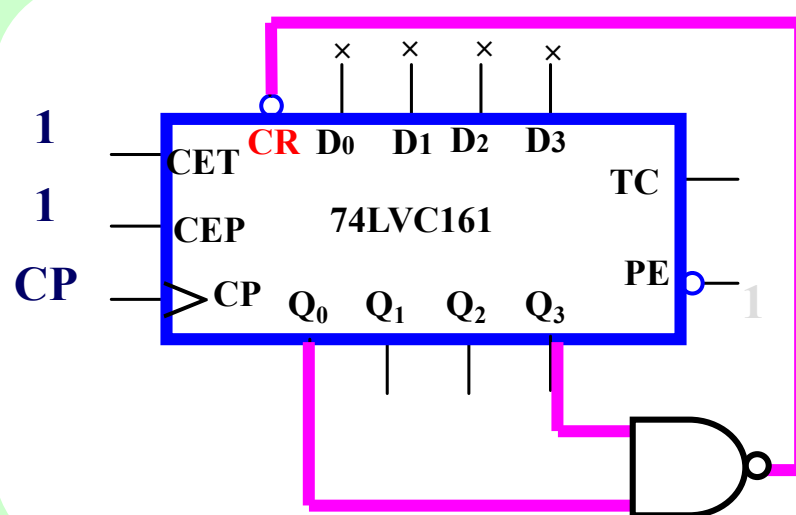 × × × ×
1 CR D0 D1 D2 D3
CET
TC
1 CEP 74LVC161
PE
CP CP Q0 Q1 Q2 Q3 1